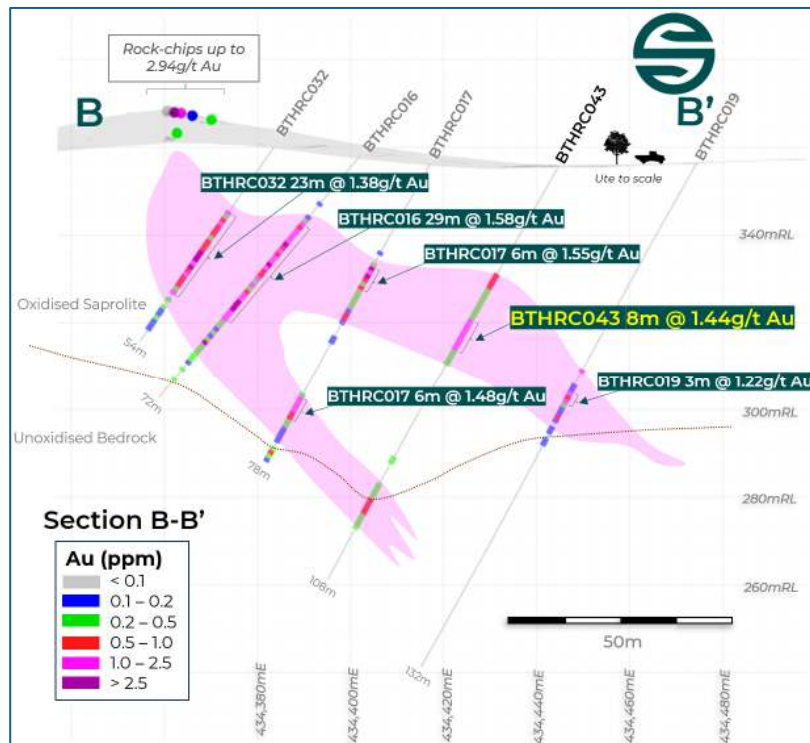 Rock-chips up to
2.94g/t Au
B
B'
BTHRC032
BTHRC016
BTHRC017
BTHRC043
BTHRC019
Ute to scale
BTHRC032 23m @ 1.38g/t Au
BTHRC016 29m @ 1.58g/t Au
340mRL
BTHRC017 6m @ 1.55g/t Au
Oxidised Saprolite
BTHRC043 8m @ 1.44g/t Au
54m
BTHRC019 3m @ 1.22g/t Au
72m
BTHRC017 6m @ 1.48g/t Au
300mRL
Unoxidised Bedrock
78m
280mRL
Section B-B'
Au (ppm)
< 0.1
0.1 – 0.2
0.2 – 0.5
0.5 – 1.0
1.0 – 2.5
> 2.5
108m
260mRL
50m
132m
434,380mE
434,400mE
434,420mE
434,440mE
434,460mE
434,480mE